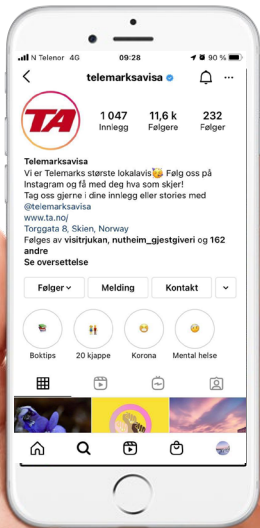 N Telenor 4G 09:28 90 %
telemarksavisa
TA
1 047 11,6 k 232
Innlegg Følgere Følger
Telemarksavisa
Vi er Telemarks største lokalavis Følg oss på
Instagram og få med deg hva som skjer!
Tag oss gjerne i dine innlegg eller stories med
@telemarksavisa
www.ta.no/
Torggata 8, Skien, Norway
Følges av visitrjukan, nutheim_gjestgiveri og 162
andre
Se oversettelse
Følger Melding Kontakt
Boktips 20 kjappe Korona Mental helse